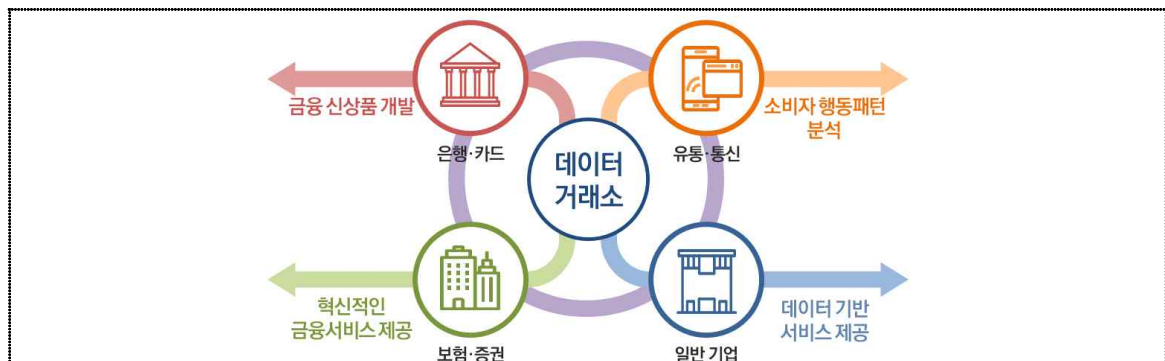 금융 신상품 개발
은행·카드
소비자 행동패턴
분석
유통·통신
데이터
거래소
혁신적인
금융서비스 제공
보험·증권
데이터 기반
서비스 제공
일반 기업